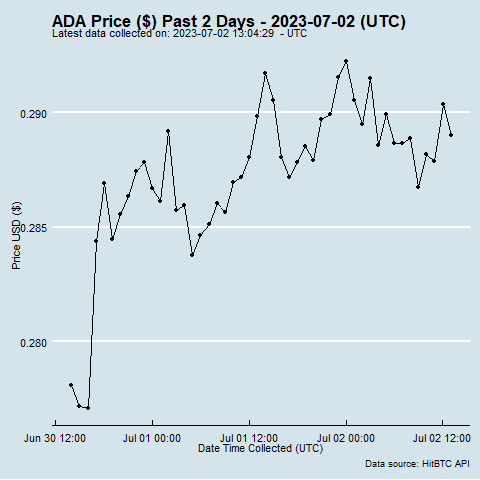 ADA Price ($) Past 2 Days - 2023-07-02 (UTC)
Latest data collected on: 2023-07-02 13:04:29 - UTC
0.290
0.285
0.280
Price USD ($)
Jun 30 12:00 Jul 01 00:00 Jul 01 12:00 Jul 02 00:00 Jul 02 12:00
Date Time Collected (UTC)
Data source: HitBTC API